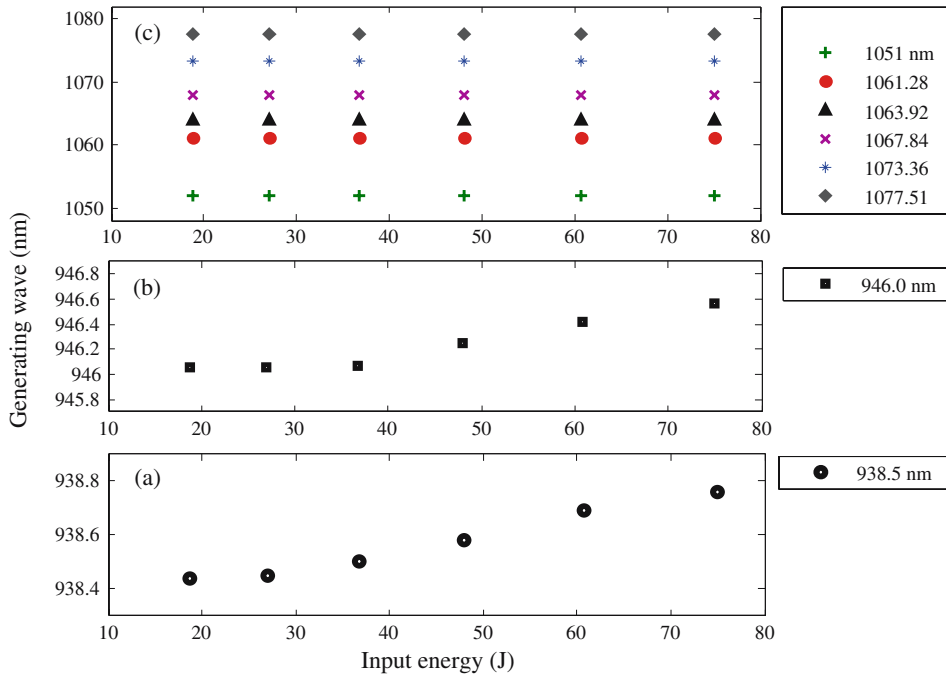 Generating wave (nm)
(c)
1080
1070
1060
1050
10 20 30 40 50 60 70 80
1051 nm
1061.28
1063.92
1067.84
1073.36
1077.51
(b)
946.8
946.6
946.4
946.2
946
945.8
10 20 30 40 50 60 70 80
946.0 nm
(a)
938.8
938.6
938.4
10 20 30 40 50 60 70 80
938.5 nm
Input energy (J)